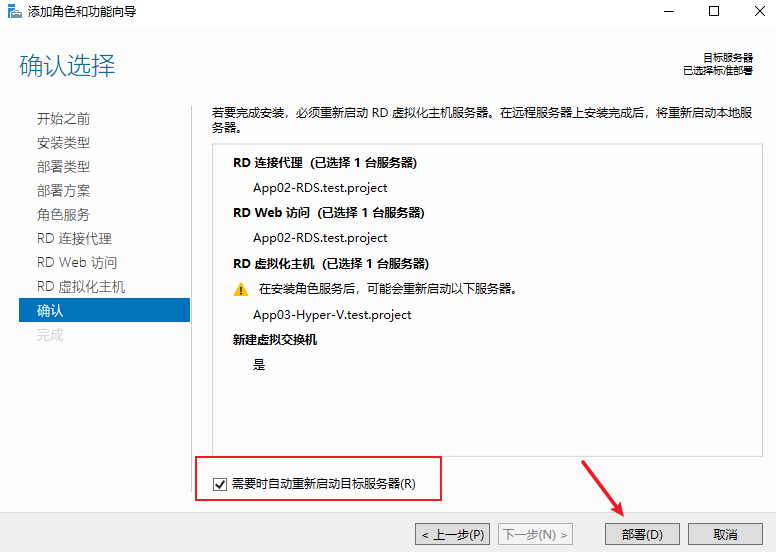 添加角色和功能向导
确认选择
目标服务器
已选择标准部署
开始之前
安装类型
部署类型
部署方案
角色服务
RD 连接代理
RD Web 访问
RD 虚拟化主机
确认
完成
若要完成安装，必须重新启动 RD 虚拟化主机服务器。在远程服务器上安装完成后，将重新启动本地服
务器。
RD 连接代理（已选择 1 台服务器）
App02-RDS.test.project
RD Web 访问（已选择 1 台服务器）
App02-RDS.test.project
RD 虚拟化主机（已选择 1 台服务器）
在安装角色服务后，可能会重新启动以下服务器。
App03-Hyper-V.test.project
新建虚拟交换机
是
需要时自动重新启动目标服务器(R)
< 上一步(P)
下一步(N) >
部署(D)
取消